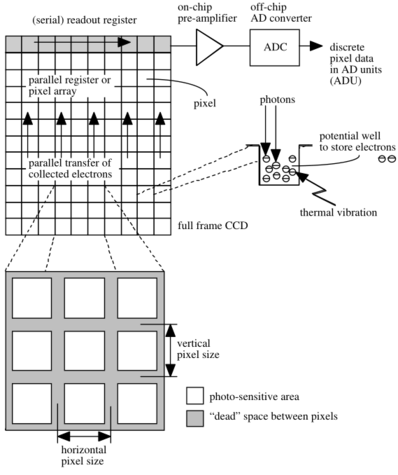 (serial) readout register
on-chip
pre-amplifier
off-chip
AD converter
ADC
discrete
pixel data
in AD units
(ADU)
parallel register or
pixel array
pixel
photons
potential well
to store electrons
parallel transfer of
collected electrons
thermal vibration
full frame CCD
vertical
pixel size
photo-sensitive area
“dead” space between pixels
horizontal
pixel size